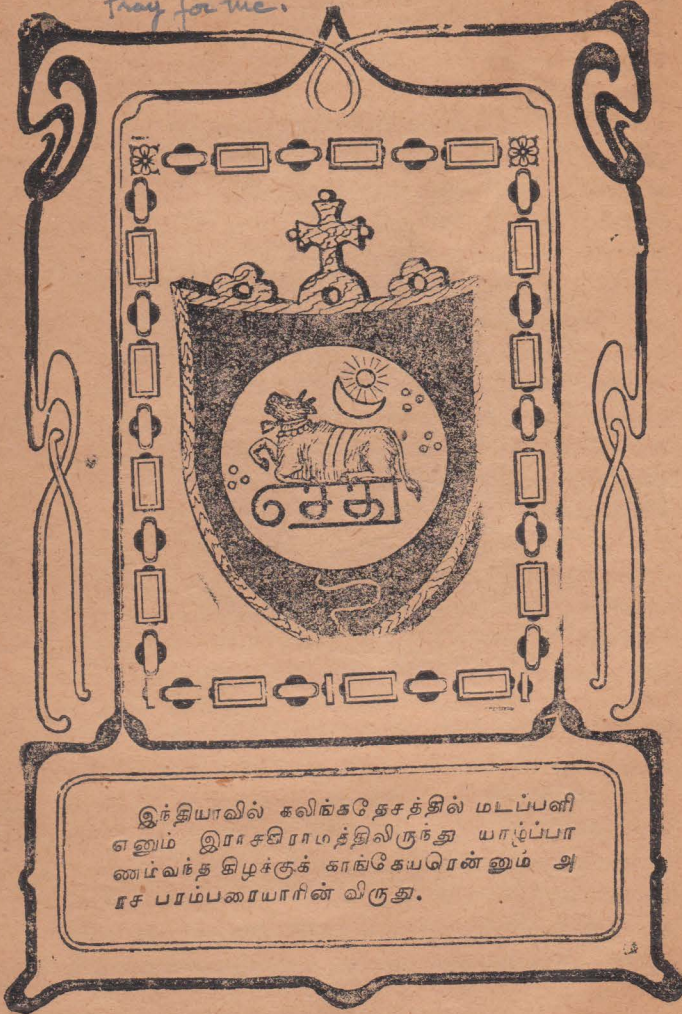 Pray for me.
சேது
இந்தியாவில் கலிங்கதேசத்தில் மடப்பளி
எனும் இராசகிராமத்திலிருந்து யாழ்ப்பா
ணம்வந்த கிழக்குக் காங்கேயரென்னும் அ
ரச பரம்பரையாரின் விருது.